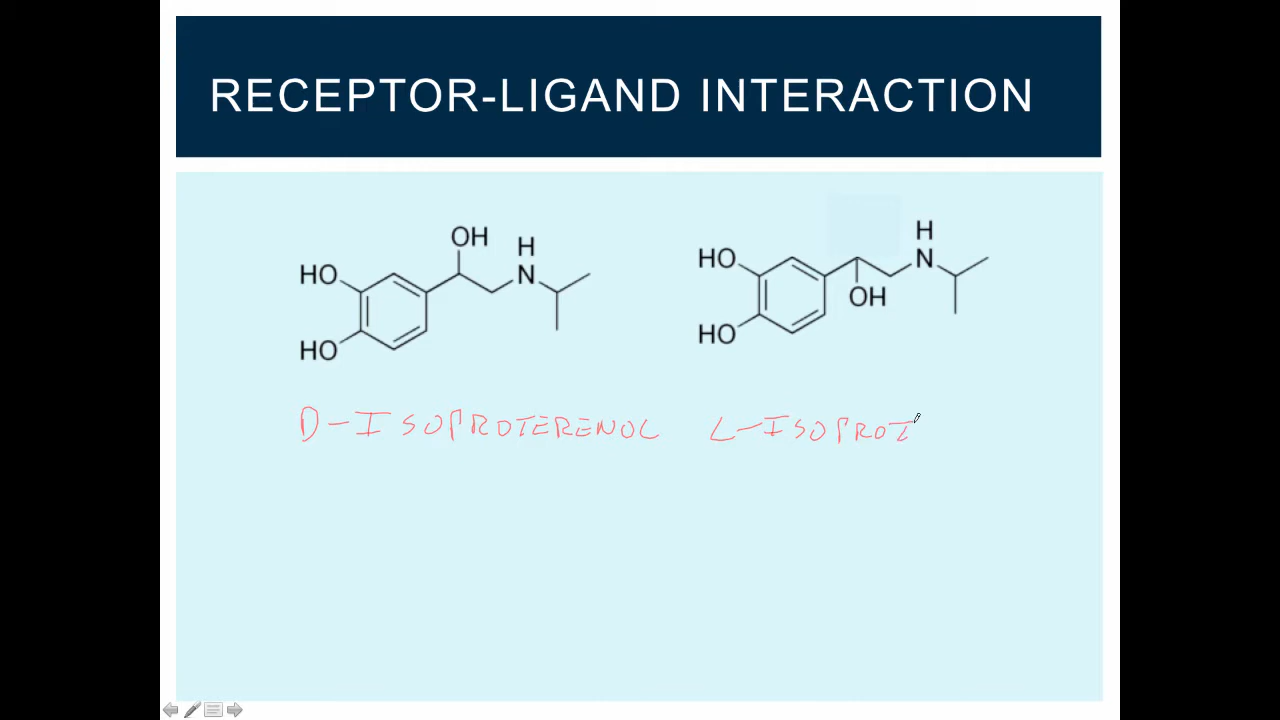 RECEPTOR-LIGAND INTERACTION
OH H
HO N
HO
H
HO N
OH
HO
D-ISOPROTERENOL L-ISOPROT